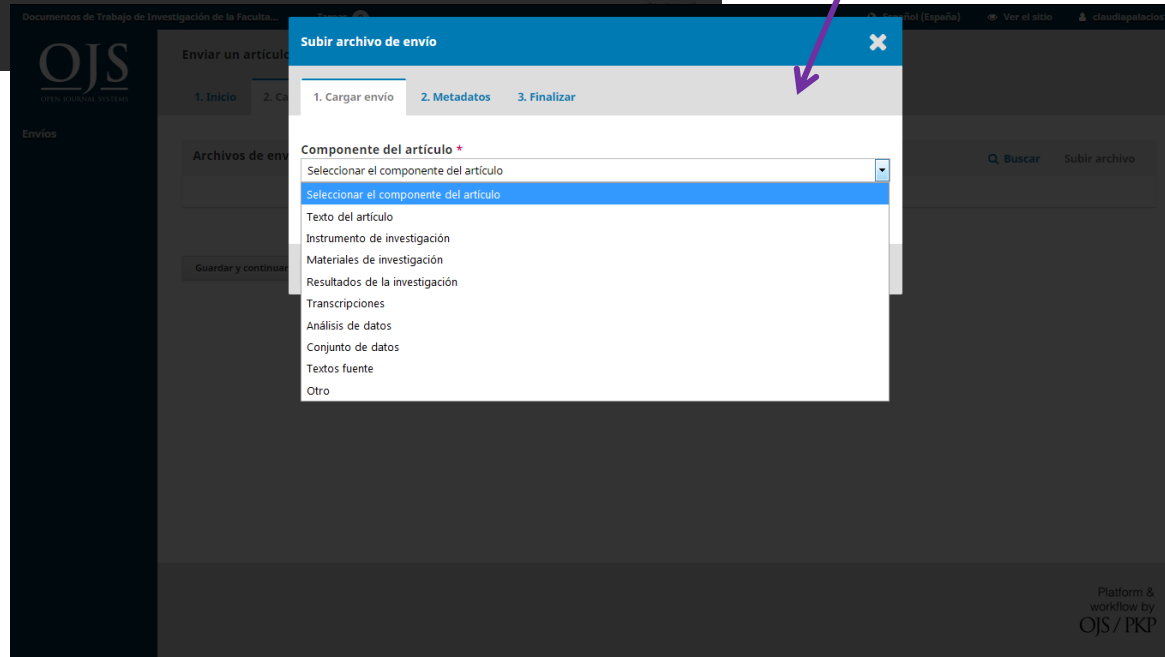 Documentos de Trabajo de Investigación de la Faculta... Tareas
Español (España) Ver el sitio claudiapalacios
OJS
OPEN JOURNAL SYSTEMS
Envíos
Enviar un artículo
1. Inicio 2. Ca
Archivos de env
Buscar Subir archivo
Guardar y continuar
Subir archivo de envío
1. Cargar envío 2. Metadatos 3. Finalizar
Componente del artículo *
Seleccionar el componente del artículo
Seleccionar el componente del artículo
Texto del artículo
Instrumento de investigación
Materiales de investigación
Resultados de la investigación
Transcripciones
Análisis de datos
Conjunto de datos
Textos fuente
Otro
Platform &
workflow by
OJS / PKP